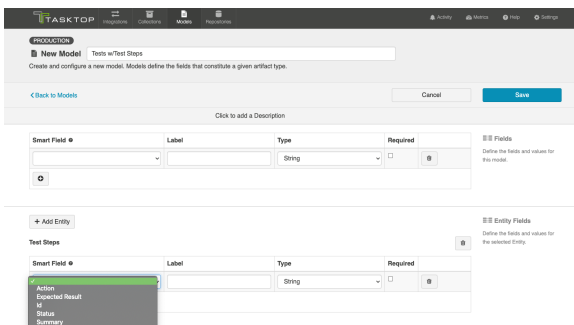 TASKTOP
Integrations
Collections
Models
Repositories
Activity
Metrics
Help
Settings
PRODUCTION
New Model
Tests w/Test Steps
Create and configure a new model. Models define the fields that constitute a given artifact type.
Back to Models
Cancel
Save
Click to add a Description
Smart Field Label Type Required
String
Fields
Define the fields and values for
this model.
+ Add Entity
Test Steps
Entity Fields
Define the fields and values for
the selected Entity.
Smart Field Label Type Required
String
Action
Expected Result
Id
Status
Summary